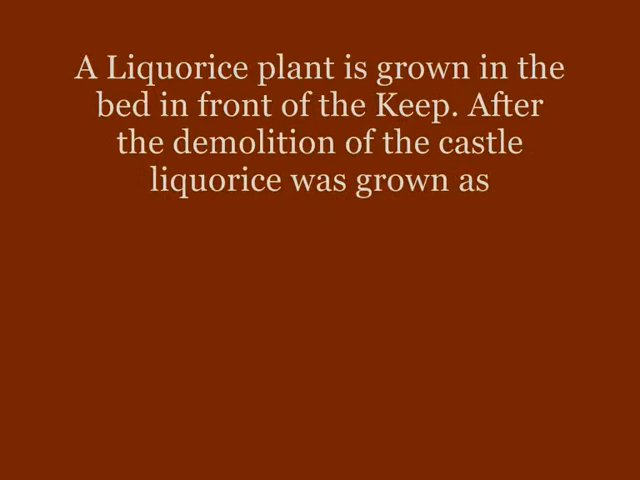 A Liquorice plant is grown in the
bed in front of the Keep. After
the demolition of the castle
liquorice was grown as